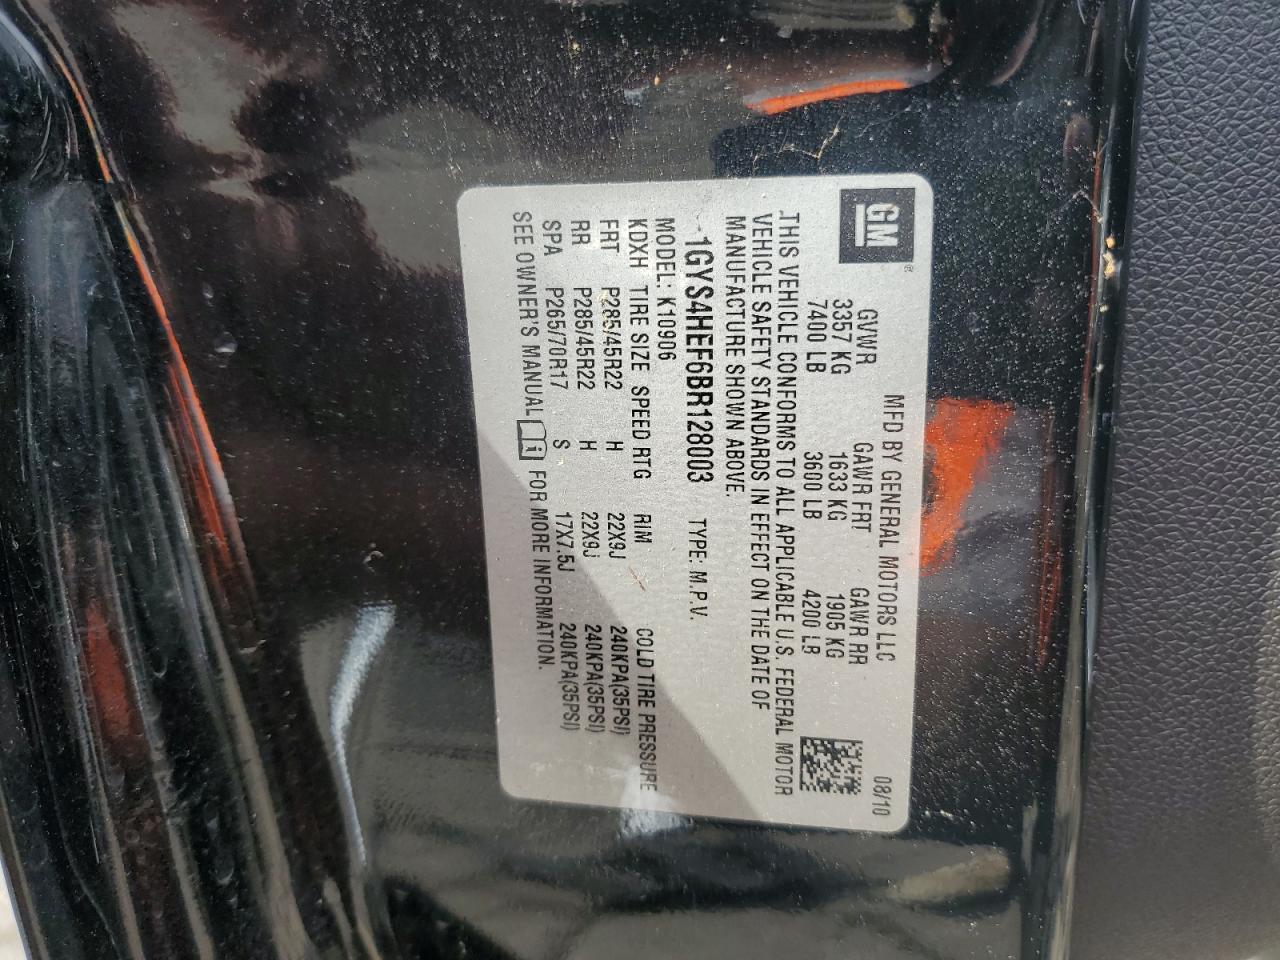 GM®
MFD BY GENERAL MOTORS LLC 08/10
GVWR GAWR FRT GAWR RR
3357 KG 1633 KG 1906 KG
7400 LB 3600 LB 4200 LB
THIS VEHICLE CONFORMS TO ALL APPLICABLE U.S. FEDERAL MOTOR
VEHICLE SAFETY STANDARDS IN EFFECT ON THE DATE OF
MANUFACTURE SHOWN ABOVE.
1GYS4HEF6BR128003 TYPE: M.P.V.
MODEL: K10906
KDXH TIRE SIZE SPEED RTG RIM COLD TIRE PRESSURE
FRT P285/45R22 H 22X9J 240KPA(35PSI)
RR P285/45R22 H 22X9J 240KPA(35PSI)
SPA P265/70R17 S 17X7.5J 240KPA(35PSI)
SEE OWNER'S MANUAL i FOR MORE INFORMATION.